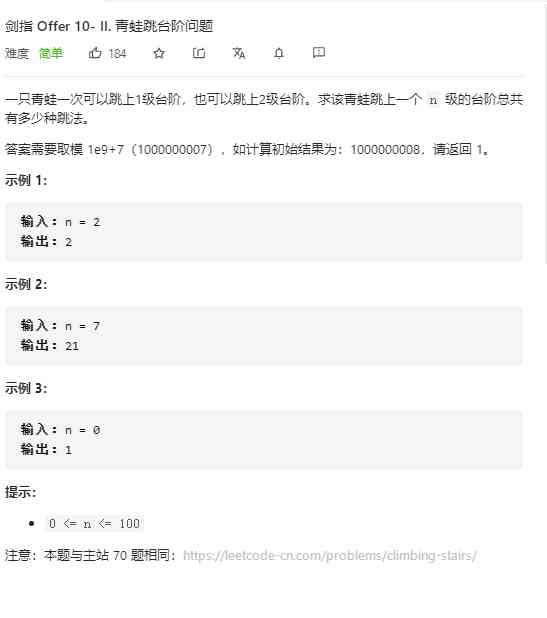 剑指 Offer 10- II. 青蛙跳台阶问题
难度 简单 184
一只青蛙一次可以跳上1级台阶，也可以跳上2级台阶。求该青蛙跳上一个 n 级的台阶总共
有多少种跳法。
答案需要取模 1e9+7（1000000007），如计算初始结果为：1000000008，请返回 1。
示例 1：
输入：n = 2
输出：2
示例 2：
输入：n = 7
输出：21
示例 3：
输入：n = 0
输出：1
提示：
• 0 <= n <= 100
注意：本题与主站 70 题相同：https://leetcode-cn.com/problems/climbing-stairs/